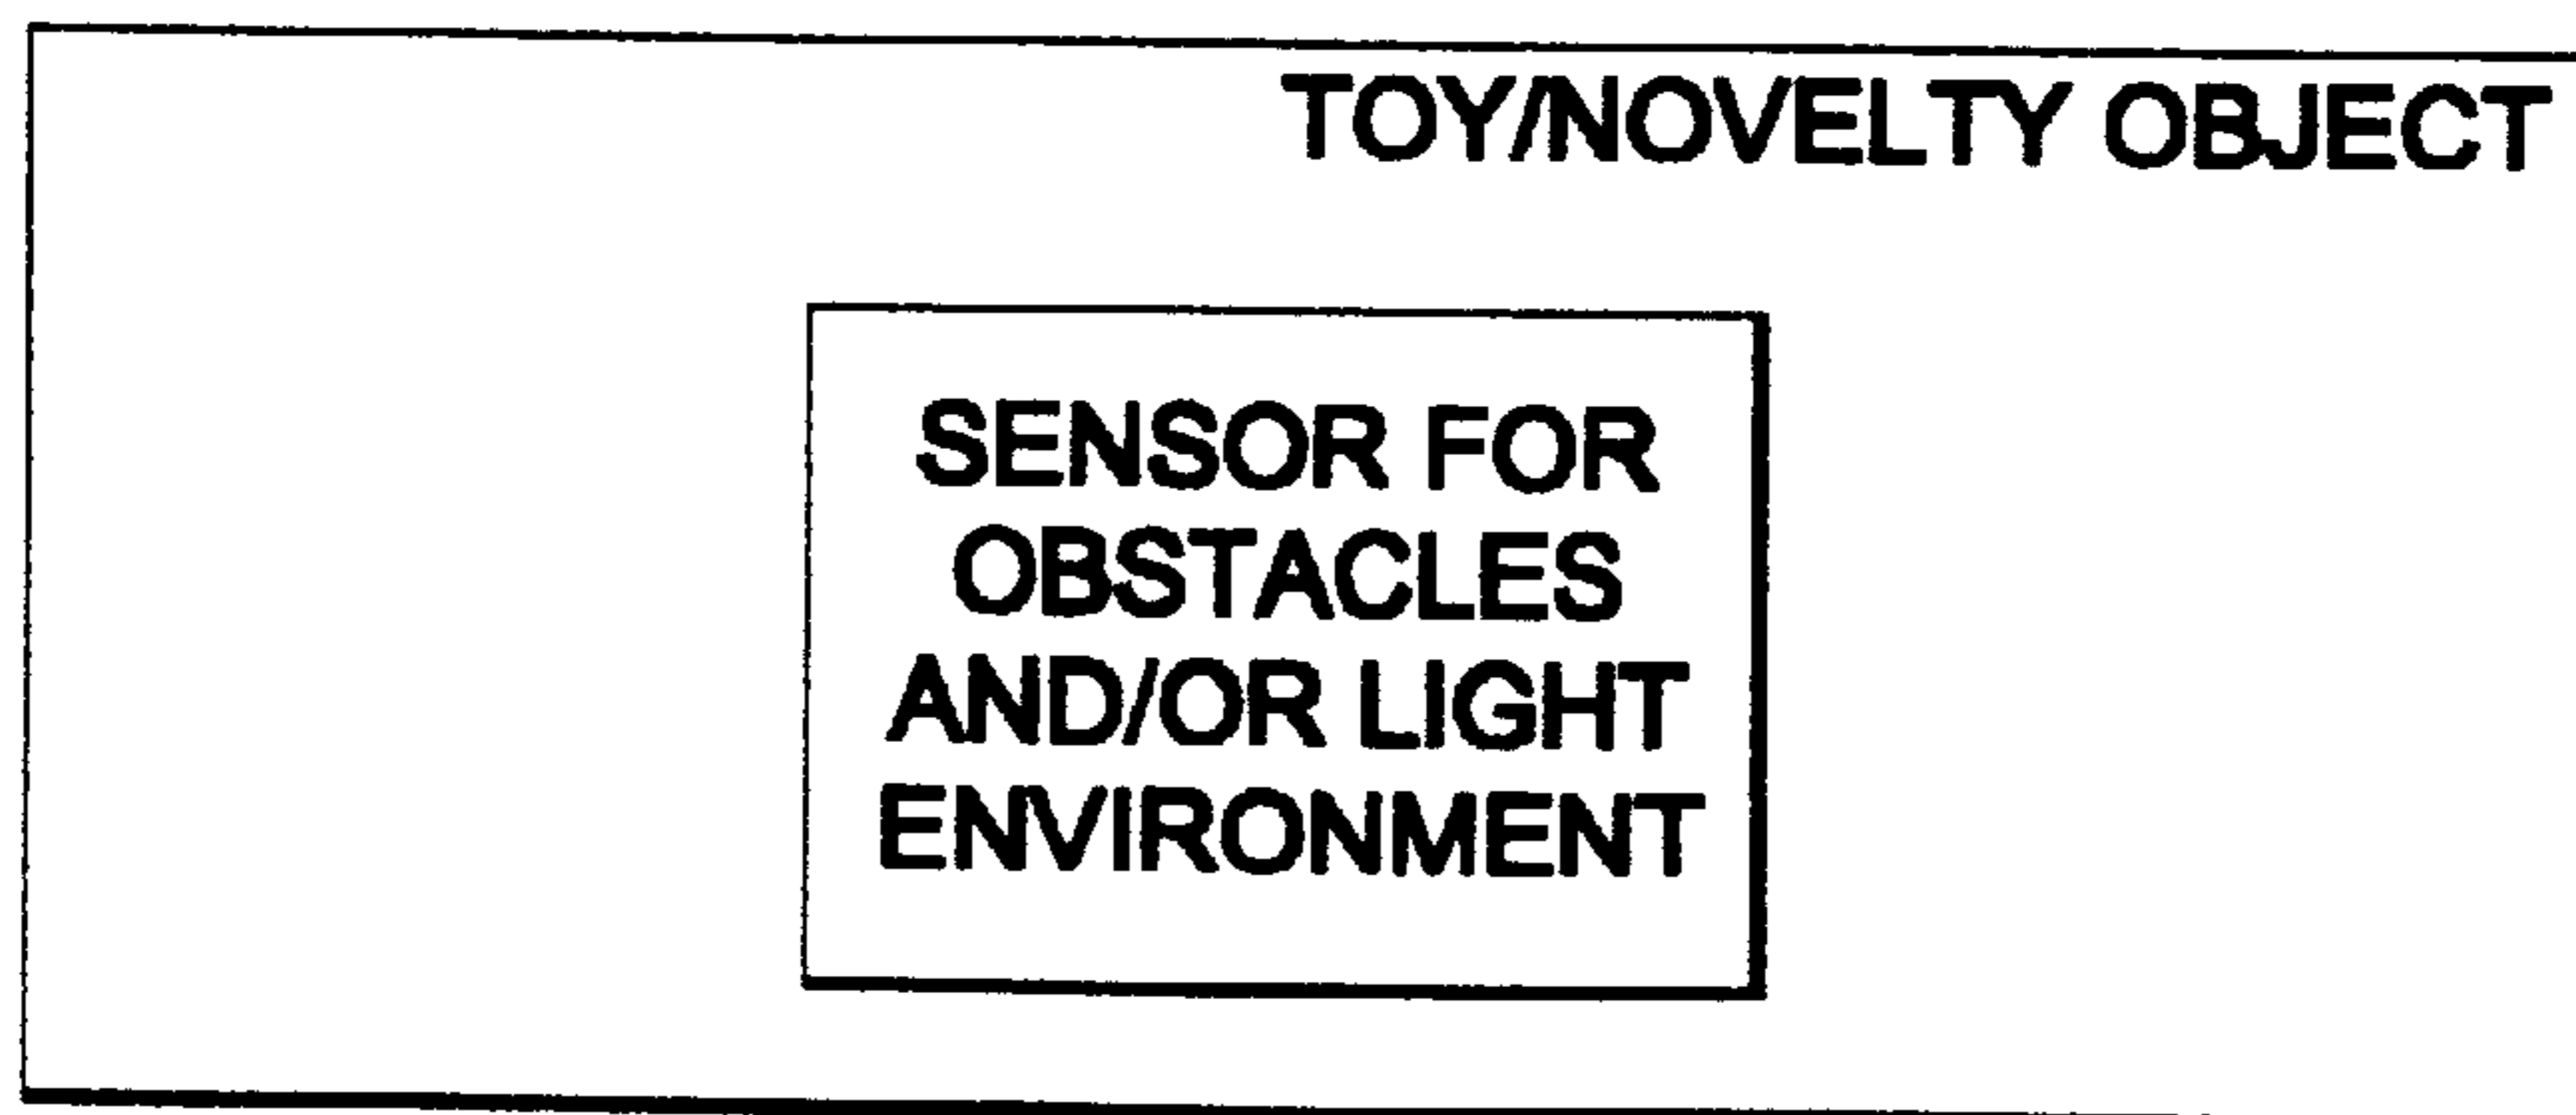 TOY/NOVELTY OBJECT
SENSOR FOR
OBSTACLES
AND/OR LIGHT
ENVIRONMENT